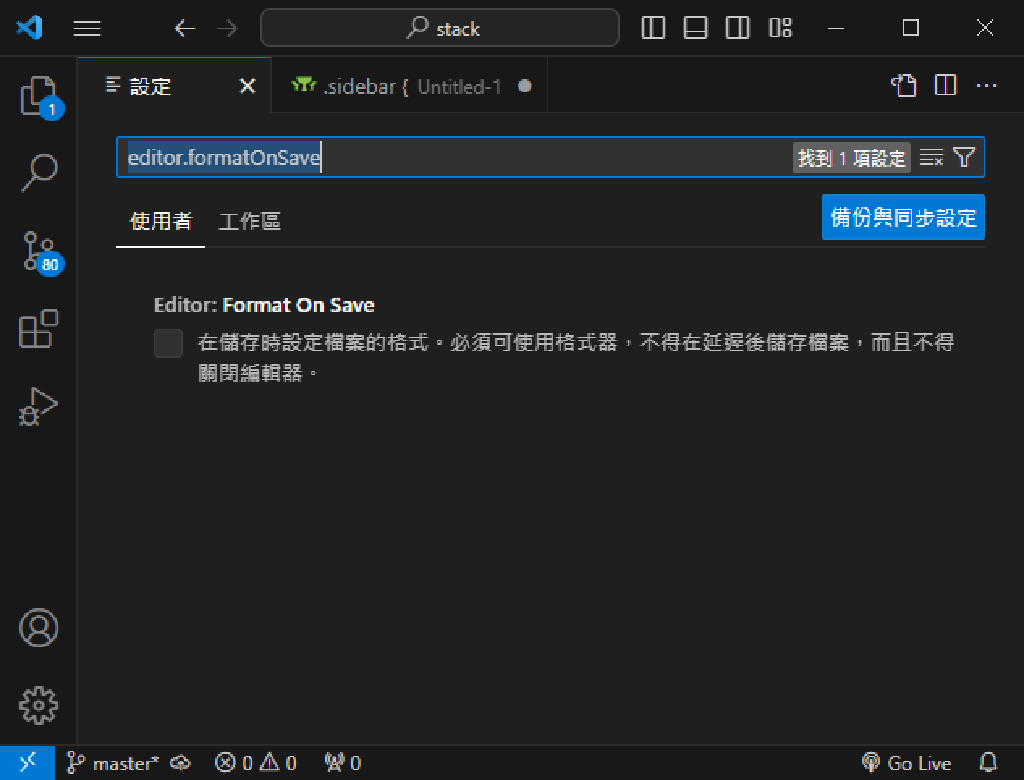 stack
設定
.sidebar { Untitled-1
editor.formatOnSave
找到 1 項設定
使用者
工作區
備份與同步設定
Editor: Format On Save
在儲存時設定檔案的格式。必須可使用格式器，不得在延遲後儲存檔案，而且不得
關閉編輯器。
1
80
master*
0
0
0
Go Live